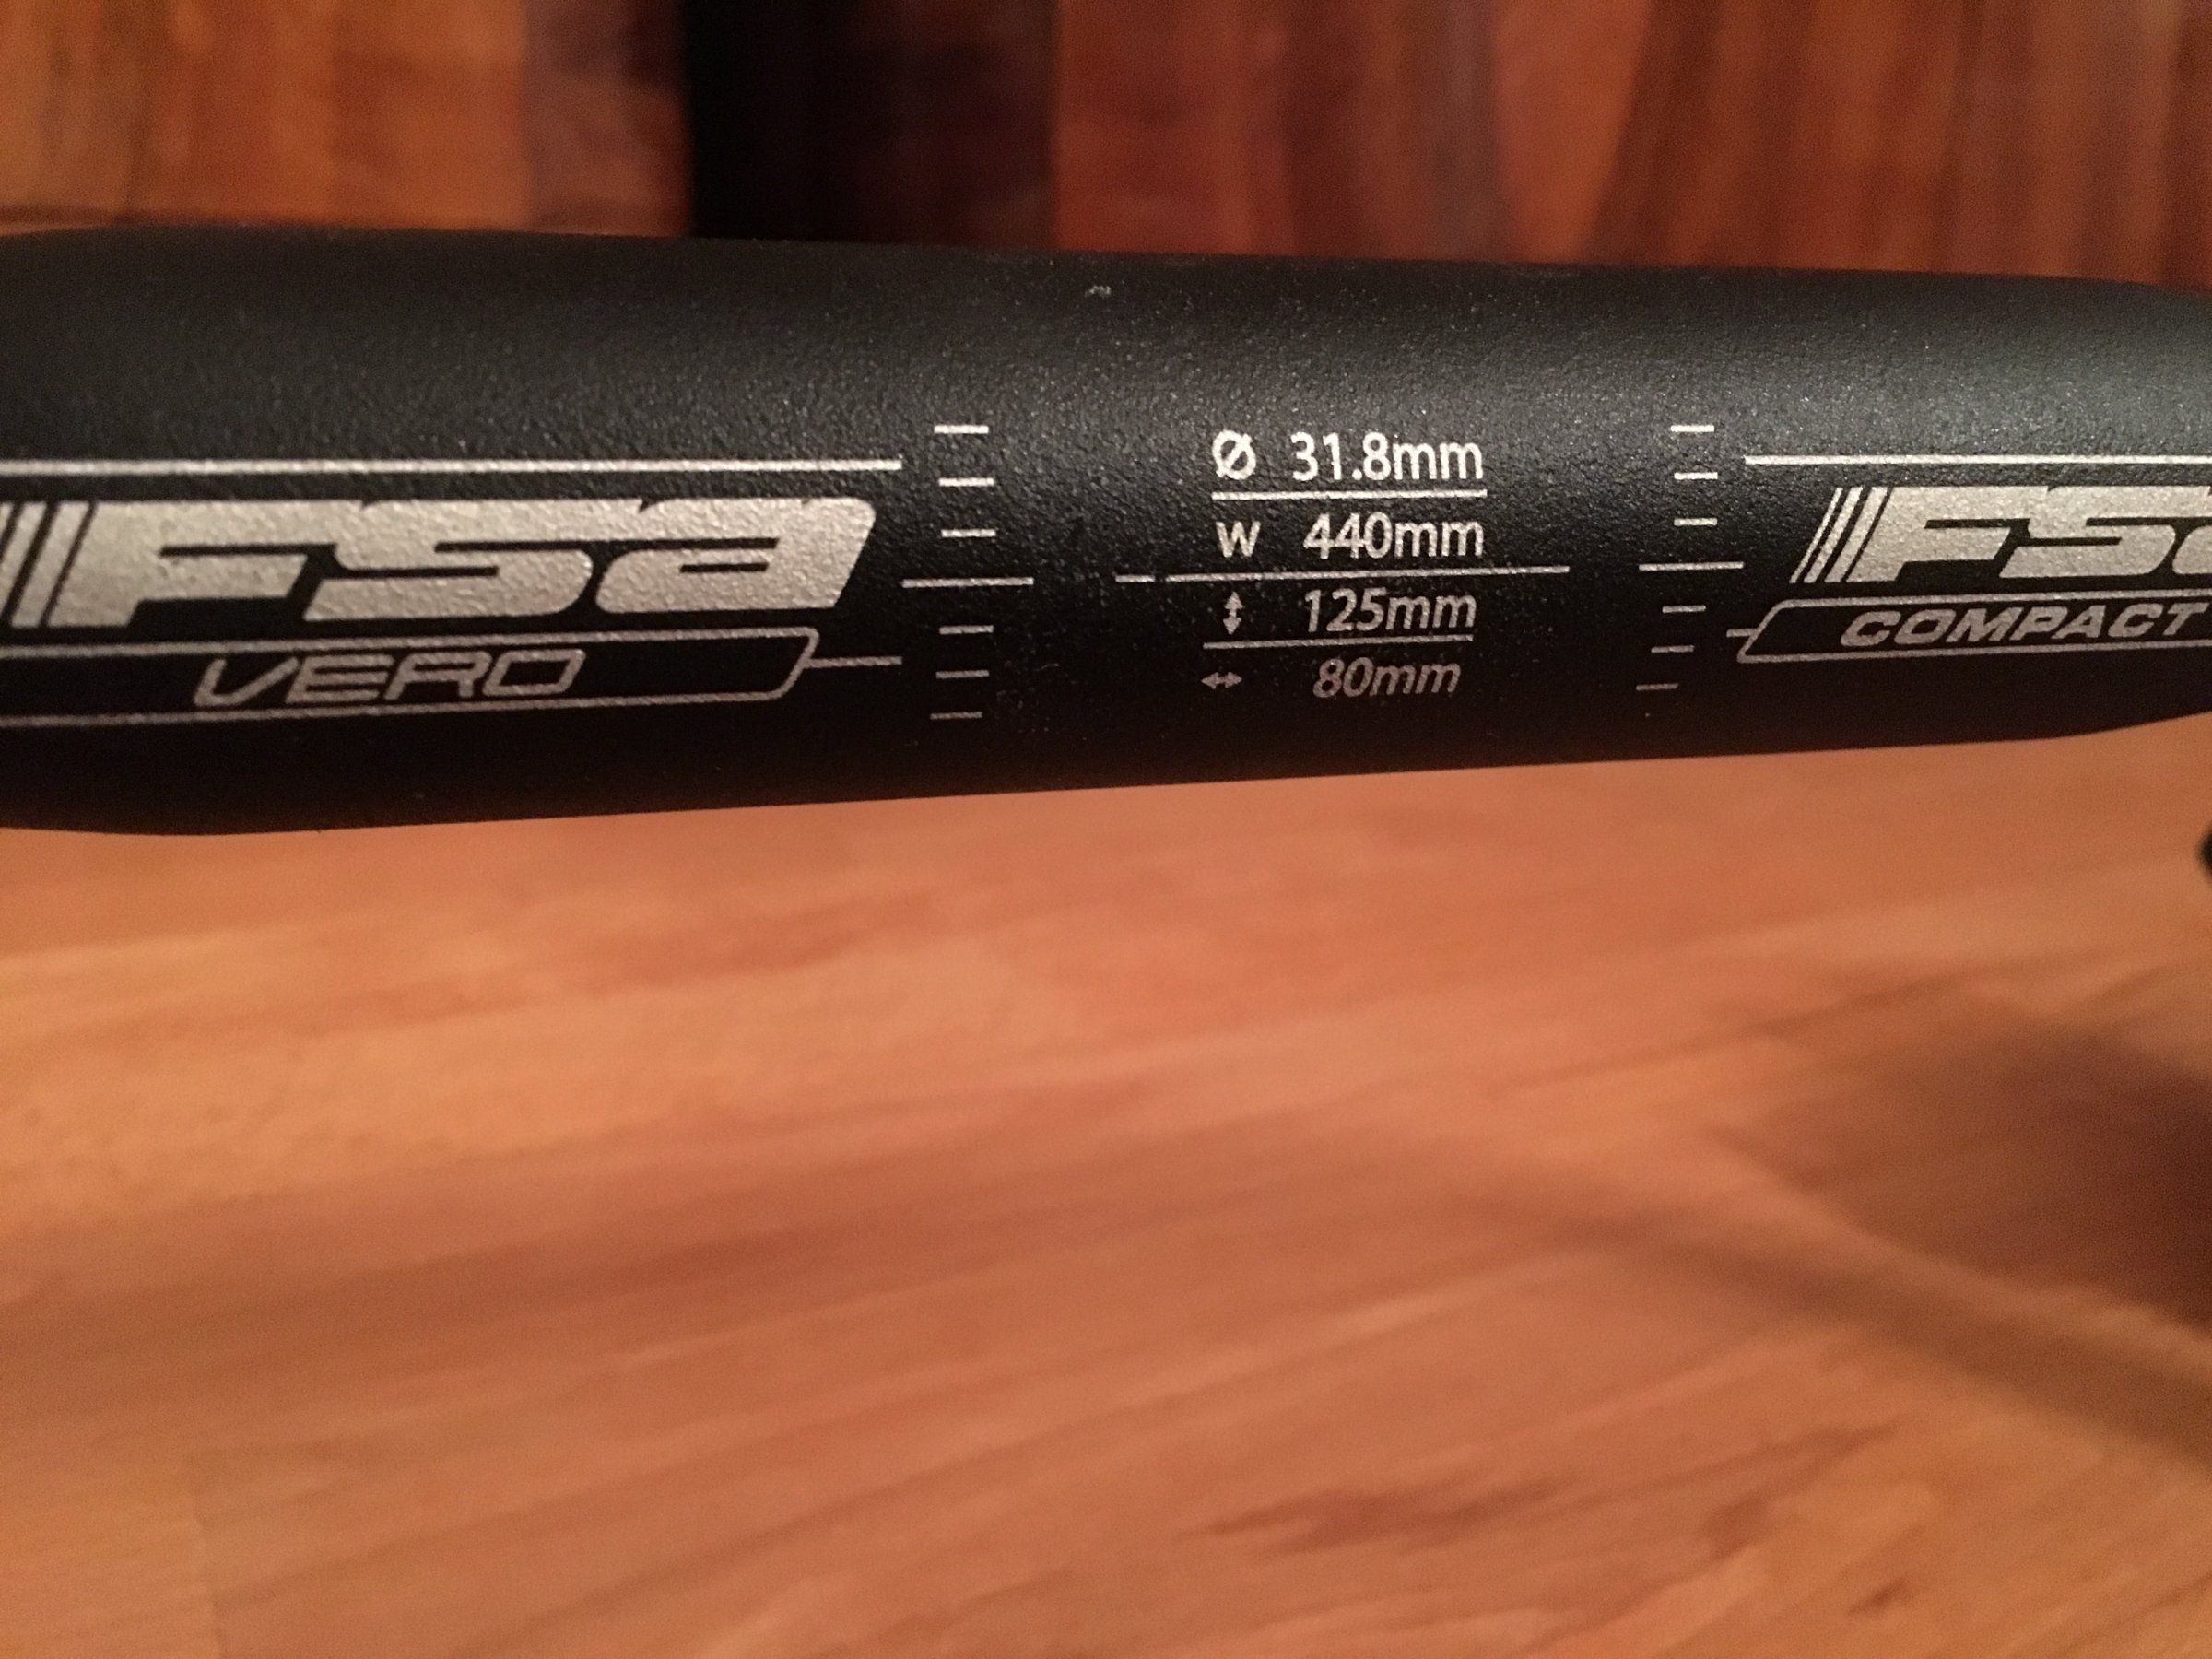 FSA
VERO
Ø 31.8mm
W 440mm
↕ 125mm
↔ 80mm
FSA
COMPACT